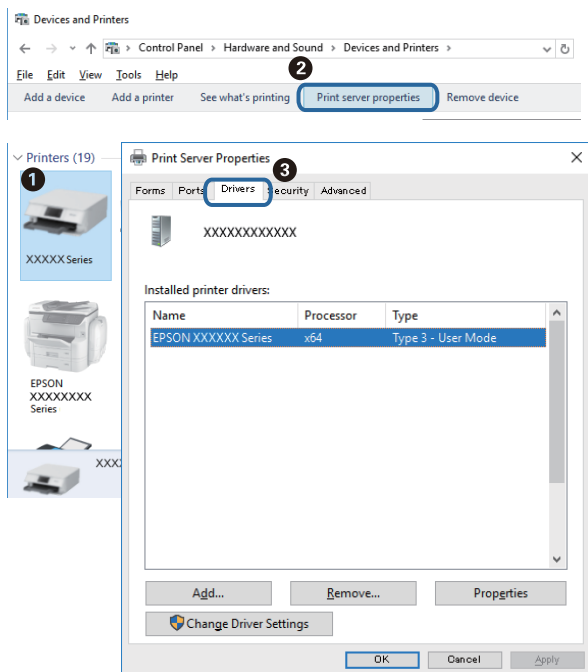 Devices and Printers
Control Panel > Hardware and Sound > Devices and Printers >
File Edit View Tools Help
2
Add a device Add a printer See what's printing Print server properties Remove device
Printers (19)
1
XXXXX Series
EPSON
XXXXXXXX
Series
XXX
Print Server Properties
3
Forms Ports Drivers Security Advanced
XXXXXXXXXXXX
Installed printer drivers:
Name Processor Type
EPSON XXXXXX Series x64 Type 3 - User Mode
Add... Remove... Properties
Change Driver Settings
OK Cancel Apply